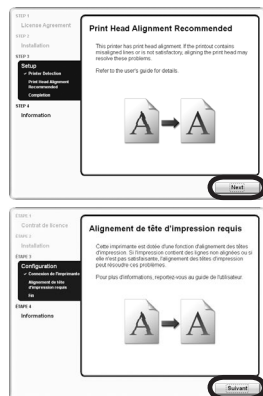 STEP 1
License Agreement
STEP 2
Installation
STEP 3
Setup
✓ Printer Detection
Print Head Alignment
Recommended
Completion
STEP 4
Information
Print Head Alignment Recommended
This printer has print head alignment. If the printout contains
misaligned lines or is not satisfactory, aligning the print head may
resolve these problems.
Refer to the user's guide for details.
A
A
Next
ÉTAPE 1
Contrat de licence
ÉTAPE 2
Installation
ÉTAPE 3
Configuration
✓ Connexion de l'imprimante
Alignement de tête
d'impression requis
Fin
ÉTAPE 4
Informations
Alignement de tête d'impression requis
Cette imprimante est dotée d'une fonction d'alignement des têtes
d'impression. Si l'impression contient des lignes non alignées ou si
elle n'est pas satisfaisante, l'alignement des têtes d'impression
peut résoudre ces problèmes.
Pour plus d'informations, reportez-vous au guide de l'utilisateur.
A
A
Suivant